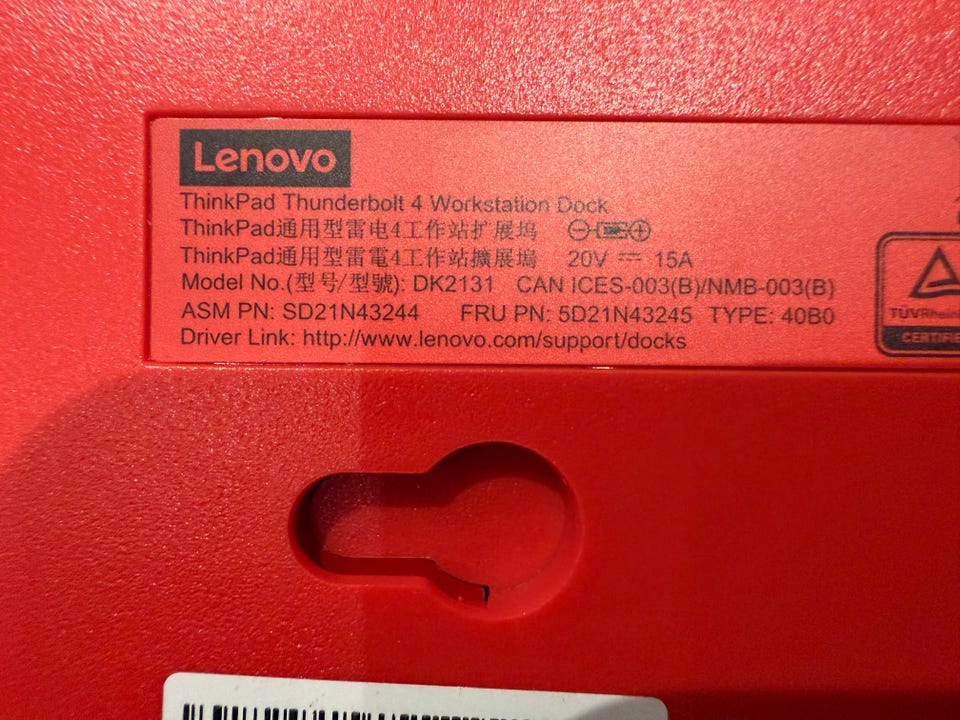 Lenovo
ThinkPad Thunderbolt 4 Workstation Dock
ThinkPad通用型雷电4工作站扩展坞
ThinkPad通用型雷電4工作站擴展塢 20V ⎓ 15A
Model No.(型号/型號): DK2131 CAN ICES-003(B)/NMB-003(B)
ASM PN: SD21N43244 FRU PN: 5D21N43245 TYPE: 40B0
Driver Link: http://www.lenovo.com/support/docks
TÜVRhein
CERTIFIE